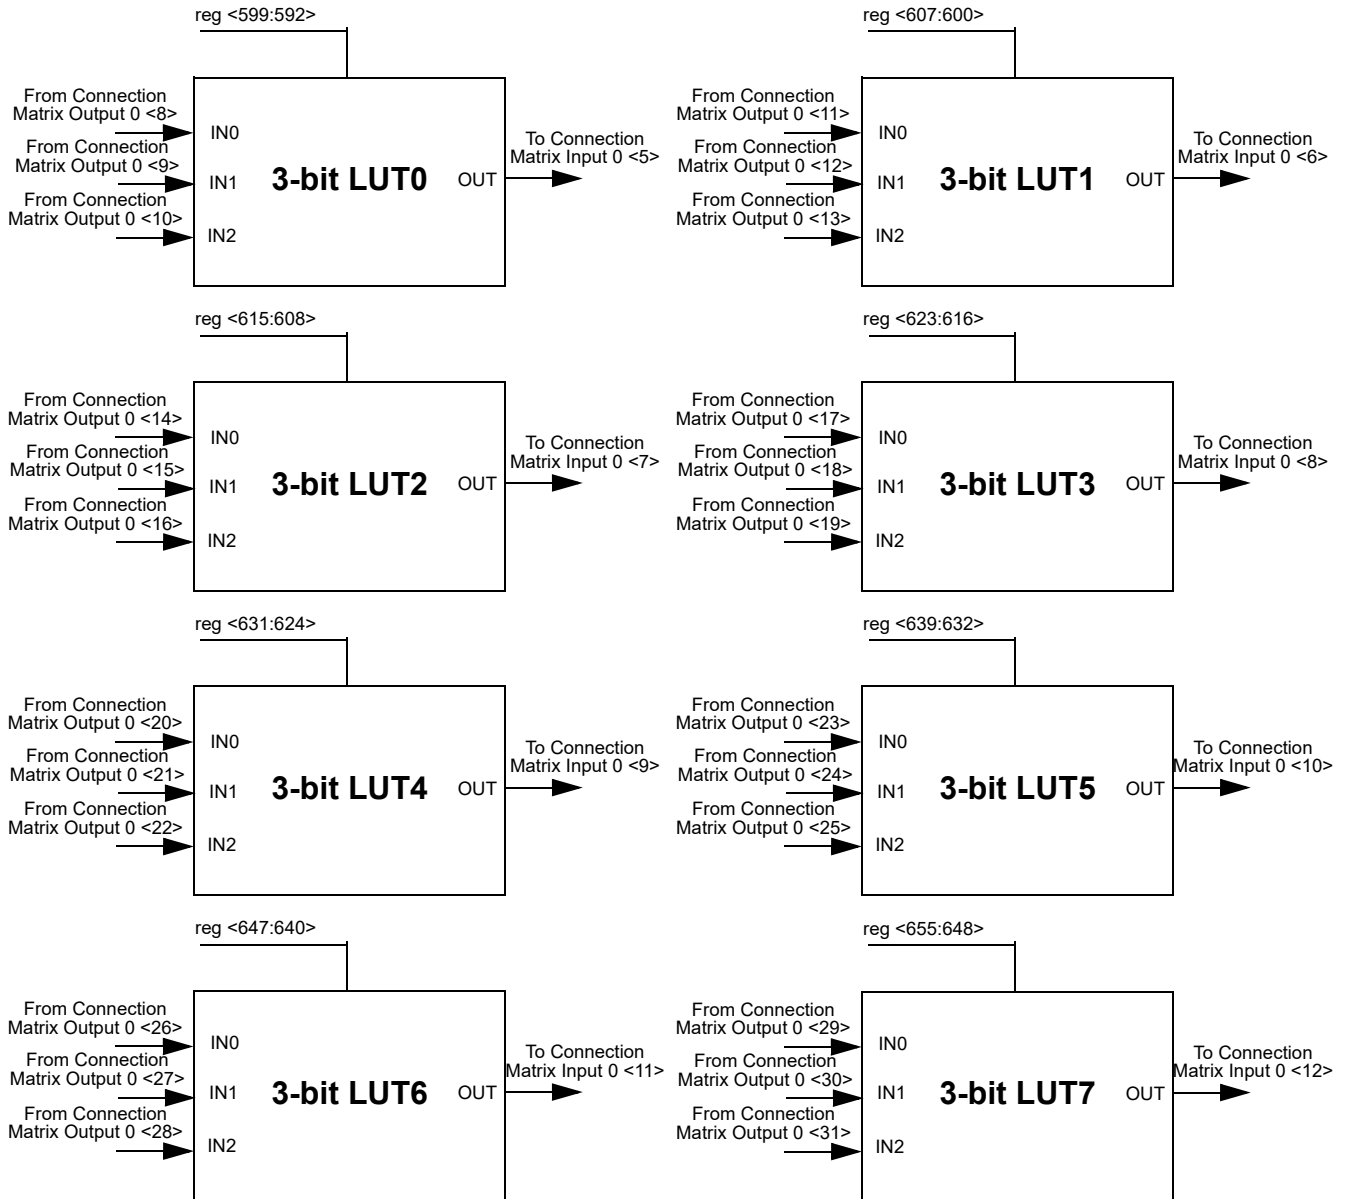 reg <599:592>
From Connection
Matrix Output 0 <8>
IN0
From Connection
Matrix Output 0 <9>
IN1
From Connection
Matrix Output 0 <10>
IN2
3-bit LUT0
OUT
To Connection
Matrix Input 0 <5>
reg <607:600>
From Connection
Matrix Output 0 <11>
IN0
From Connection
Matrix Output 0 <12>
IN1
From Connection
Matrix Output 0 <13>
IN2
3-bit LUT1
OUT
To Connection
Matrix Input 0 <6>
reg <615:608>
From Connection
Matrix Output 0 <14>
IN0
From Connection
Matrix Output 0 <15>
IN1
From Connection
Matrix Output 0 <16>
IN2
3-bit LUT2
OUT
To Connection
Matrix Input 0 <7>
reg <623:616>
From Connection
Matrix Output 0 <17>
IN0
From Connection
Matrix Output 0 <18>
IN1
From Connection
Matrix Output 0 <19>
IN2
3-bit LUT3
OUT
To Connection
Matrix Input 0 <8>
reg <631:624>
From Connection
Matrix Output 0 <20>
IN0
From Connection
Matrix Output 0 <21>
IN1
From Connection
Matrix Output 0 <22>
IN2
3-bit LUT4
OUT
To Connection
Matrix Input 0 <9>
reg <639:632>
From Connection
Matrix Output 0 <23>
IN0
From Connection
Matrix Output 0 <24>
IN1
From Connection
Matrix Output 0 <25>
IN2
3-bit LUT5
OUT
To Connection
Matrix Input 0 <10>
reg <647:640>
From Connection
Matrix Output 0 <26>
IN0
From Connection
Matrix Output 0 <27>
IN1
From Connection
Matrix Output 0 <28>
IN2
3-bit LUT6
OUT
To Connection
Matrix Input 0 <11>
reg <655:648>
From Connection
Matrix Output 0 <29>
IN0
From Connection
Matrix Output 0 <30>
IN1
From Connection
Matrix Output 0 <31>
IN2
3-bit LUT7
OUT
To Connection
Matrix Input 0 <12>